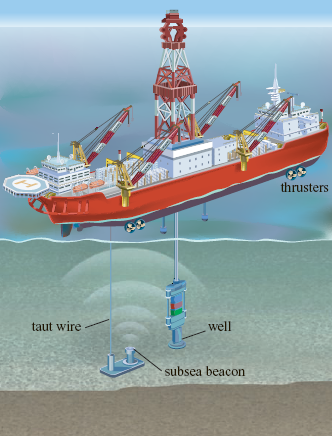 thrusters
taut wire
well
subsea beacon
H